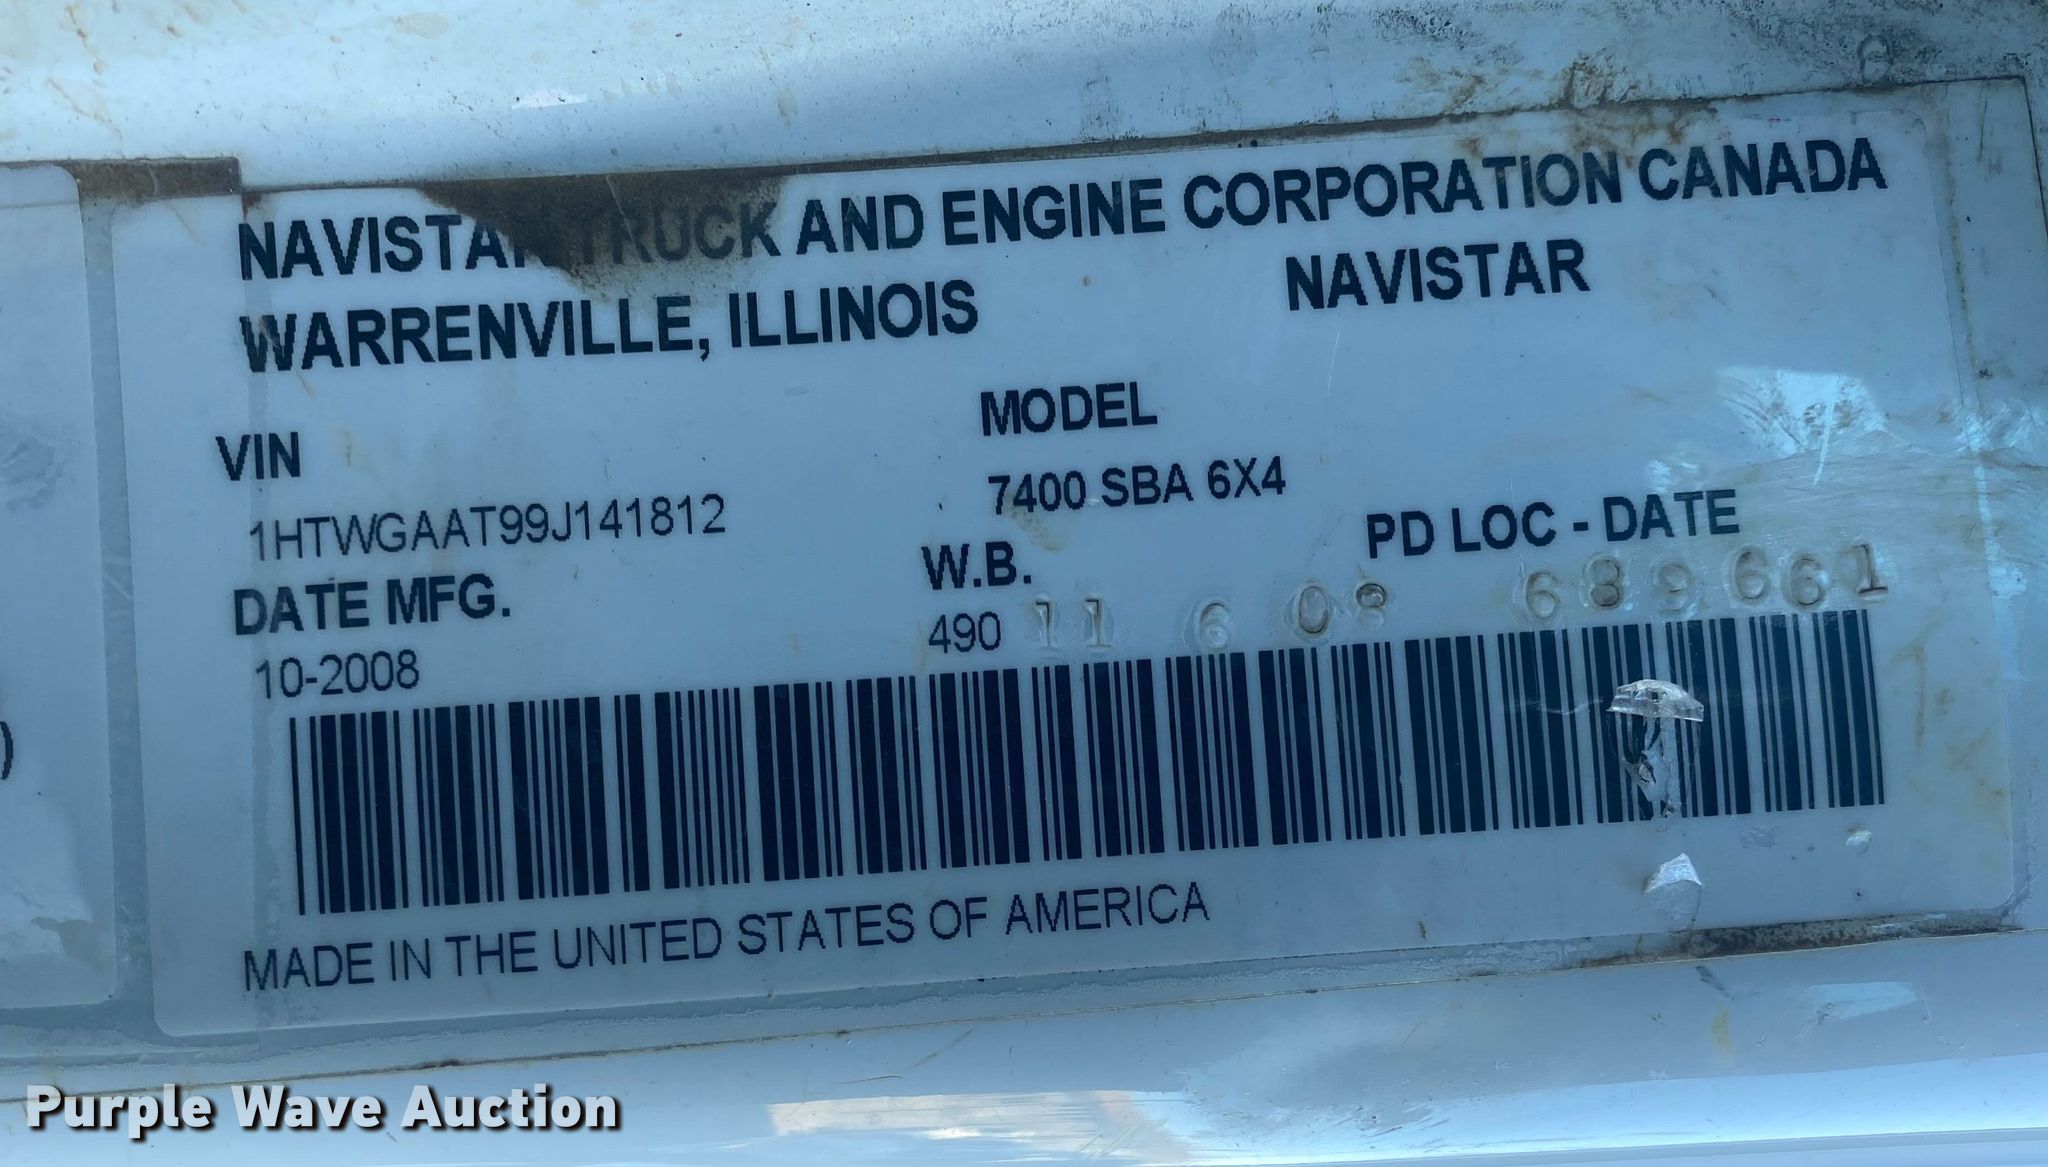 NAVISTAR TRUCK AND ENGINE CORPORATION CANADA
WARRENVILLE, ILLINOIS NAVISTAR
VIN MODEL
1HTWGAAT99J141812 7400 SBA 6X4
DATE MFG. W.B. PD LOC - DATE
10-2008 490 11 6 08 689661
MADE IN THE UNITED STATES OF AMERICA
Purple Wave Auction